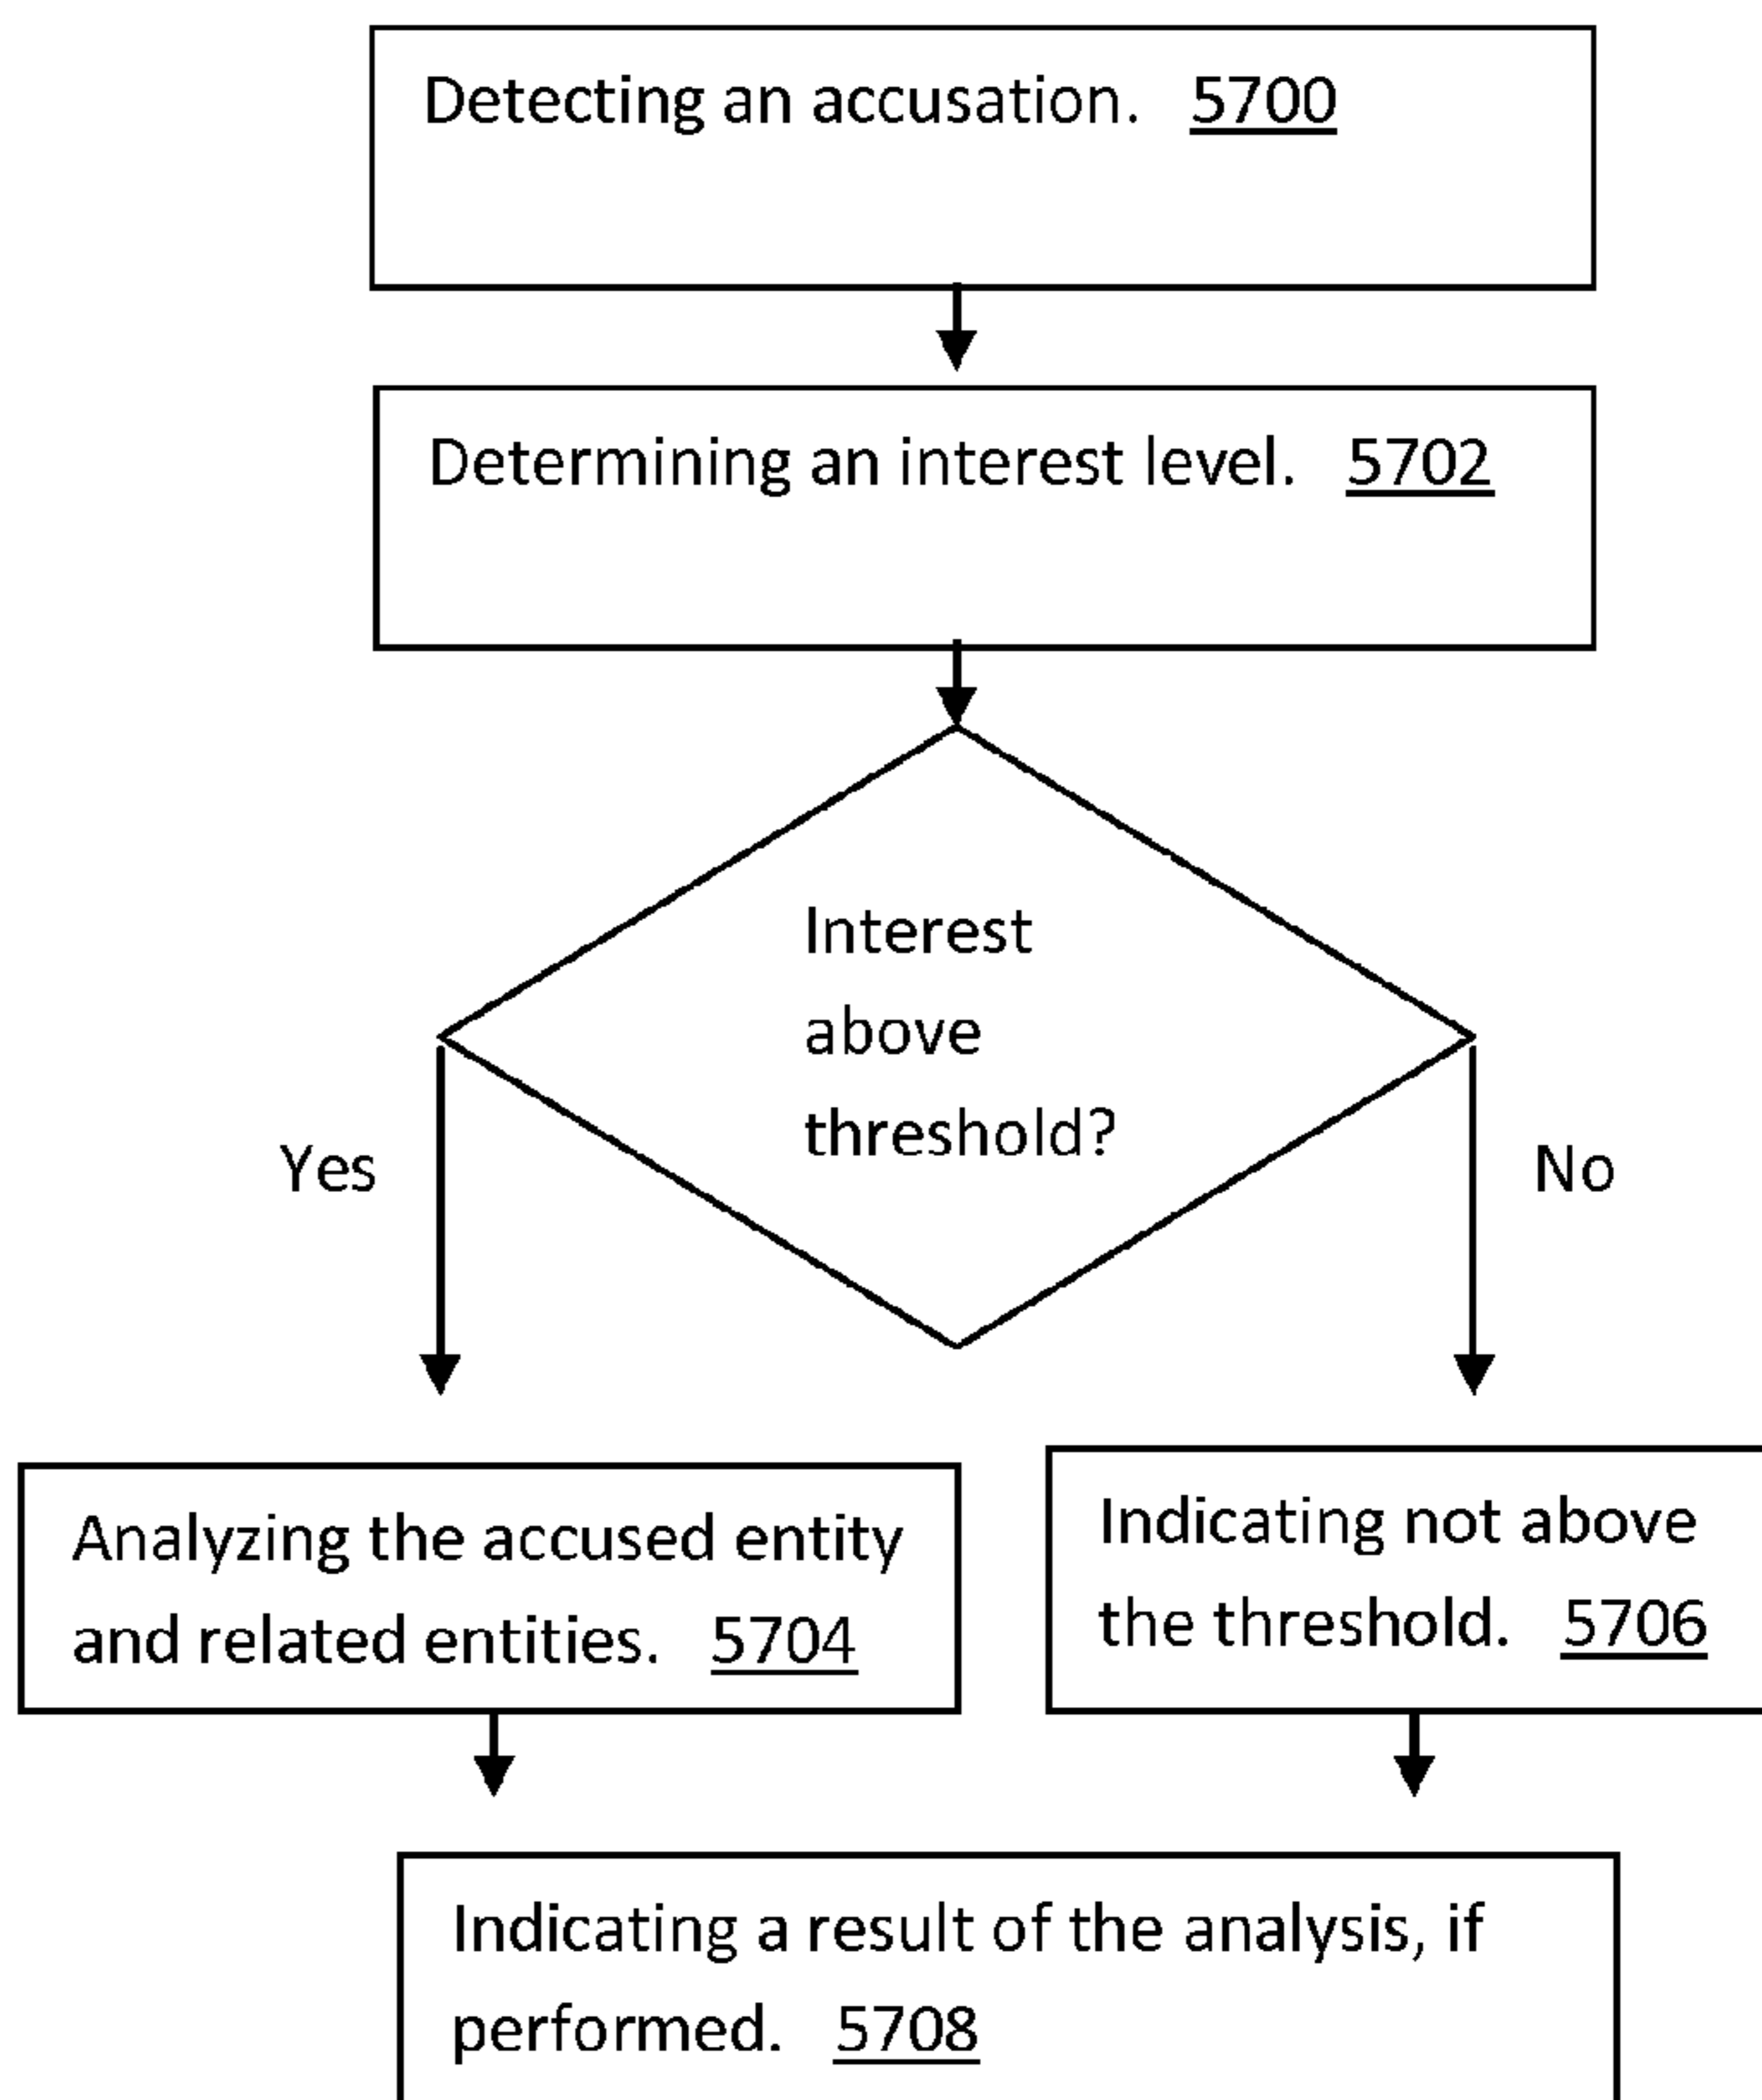 Detecting an accusation. 5700
Determining an interest level. 5702
Interest
above
threshold?
Yes
No
Analyzing the accused entity
and related entities. 5704
Indicating not above
the threshold. 5706
Indicating a result of the analysis, if
performed. 5708